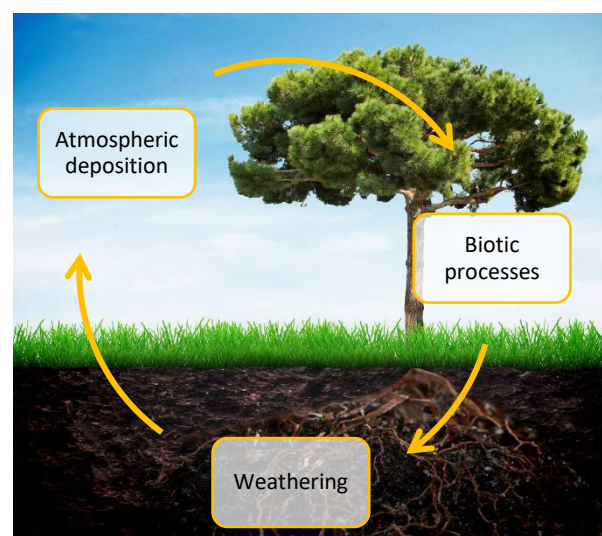 Atmospheric
deposition
Biotic
processes
Weathering